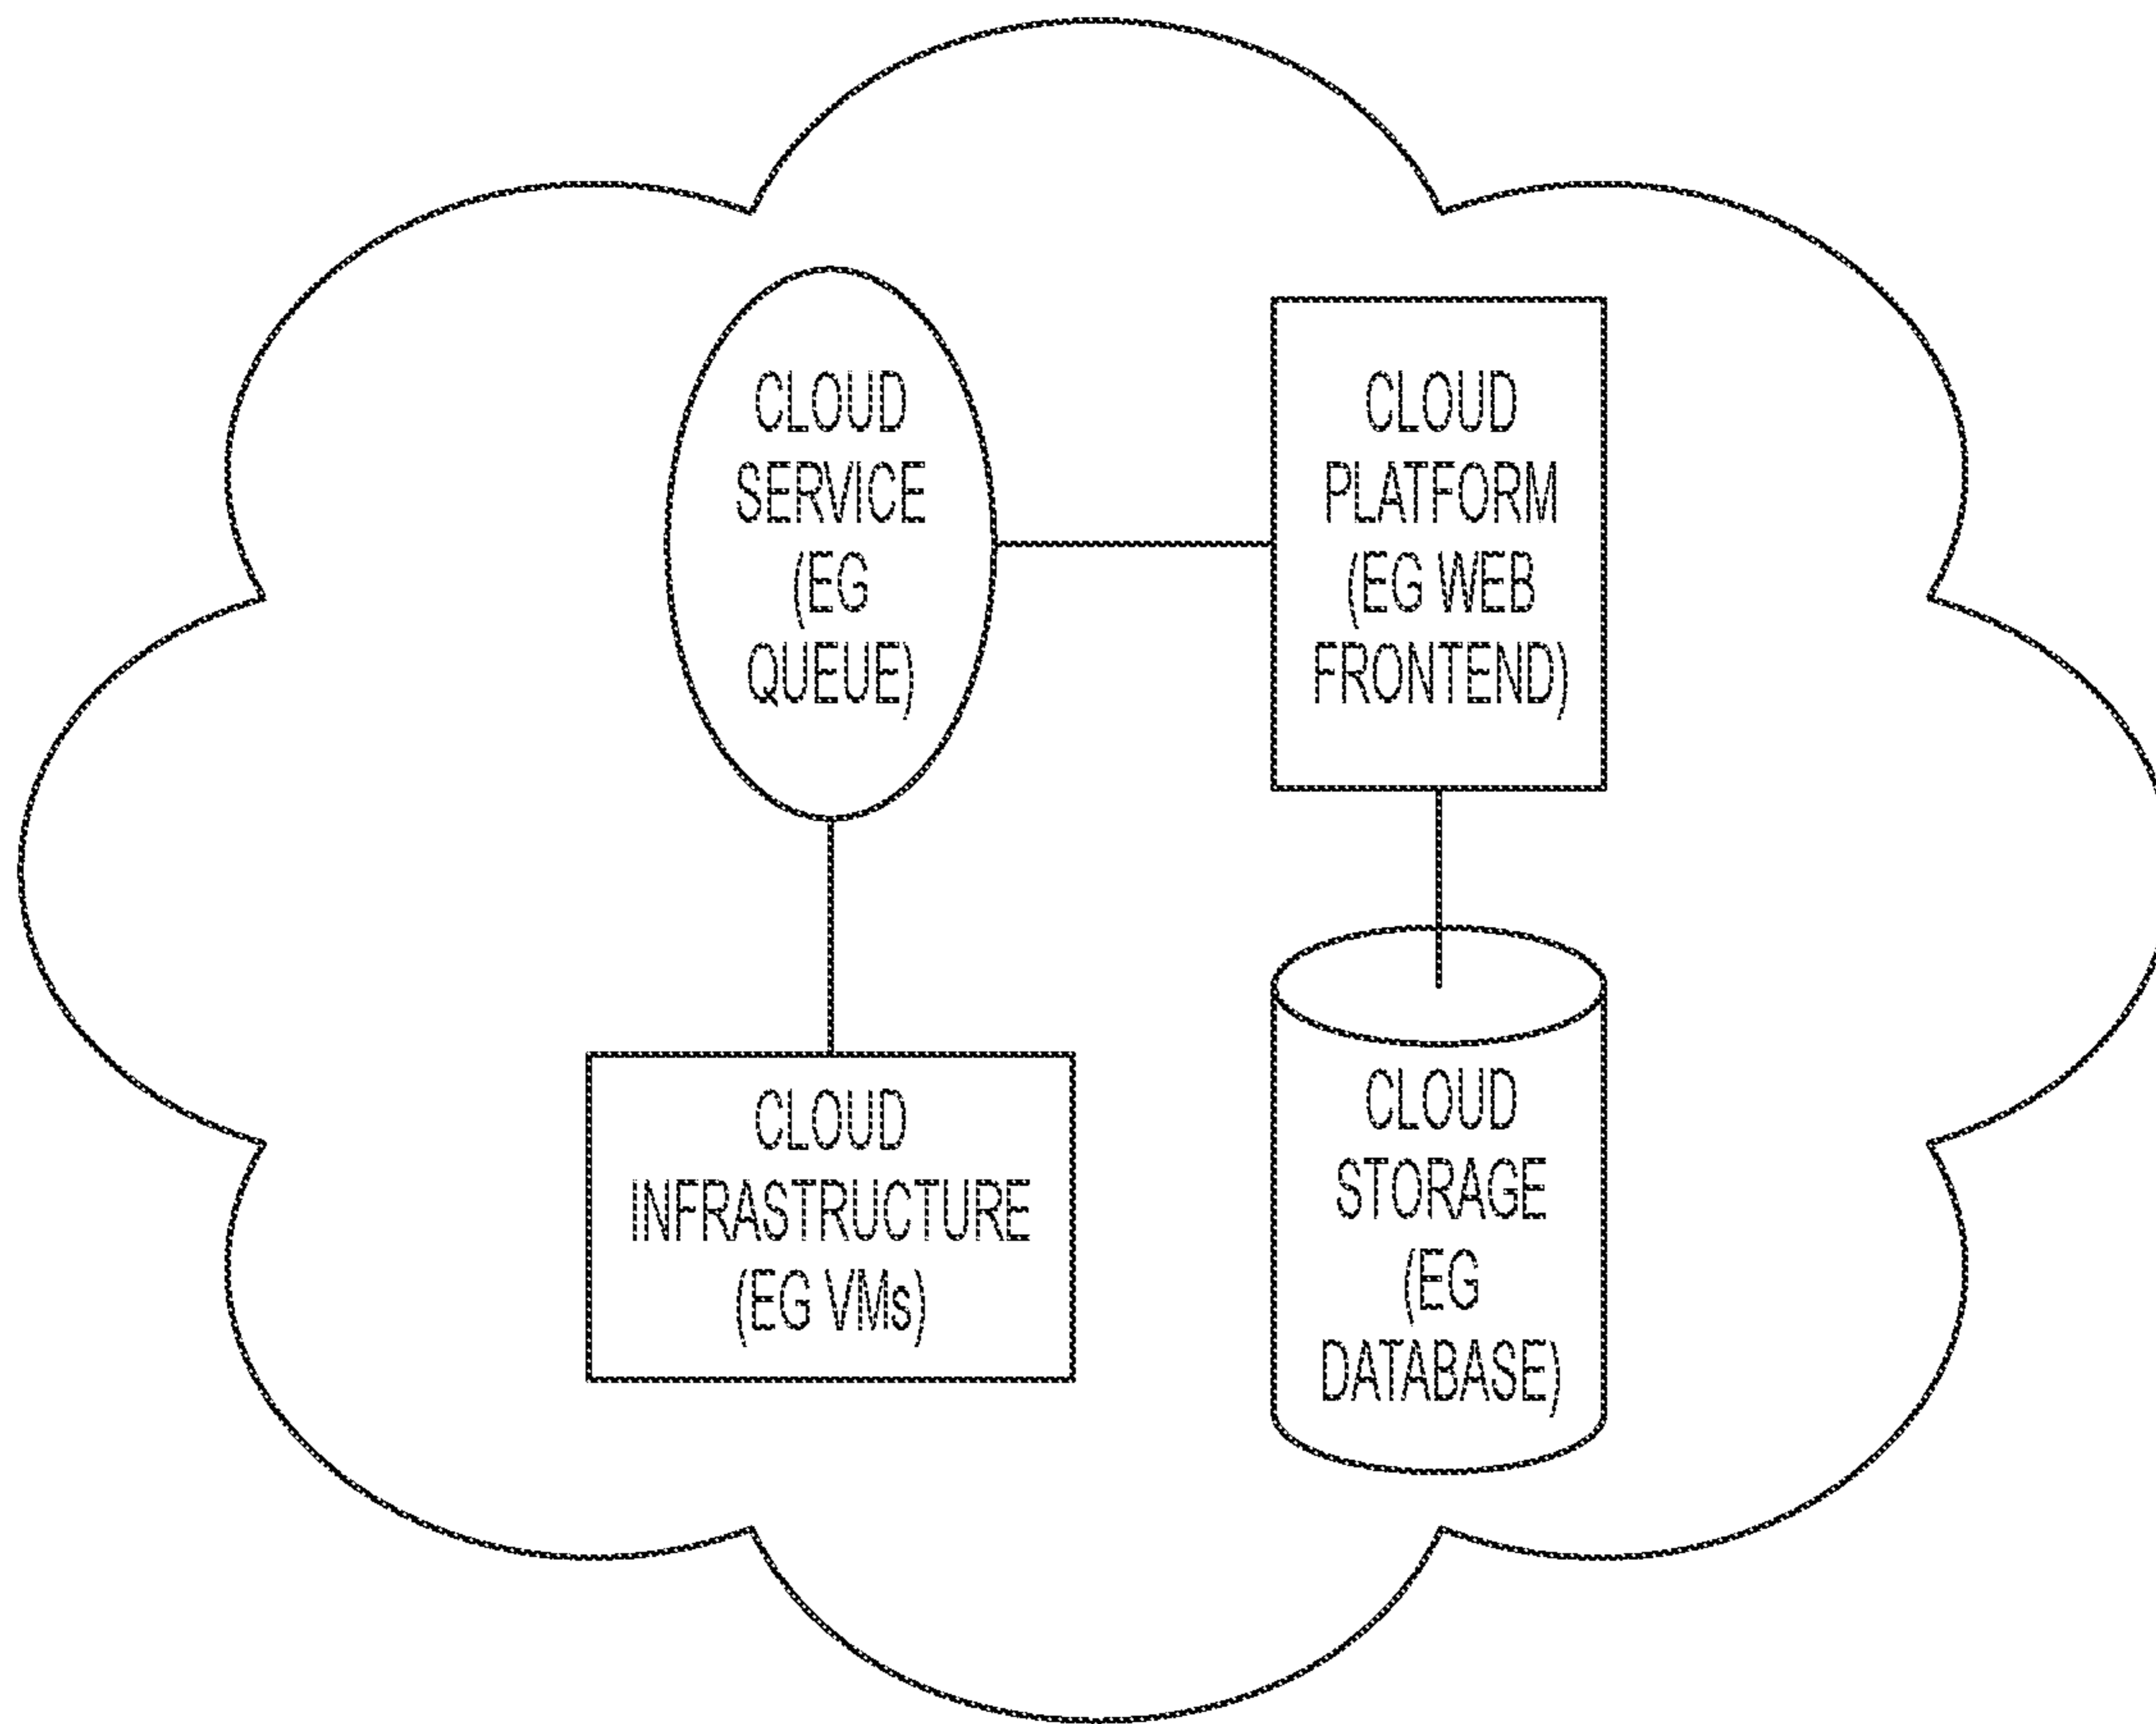 CLOUD
SERVICE
(EG
QUEUE)
CLOUD
PLATFORM
(EG WEB
FRONTEND)
CLOUD
INFRASTRUCTURE
(EG VMs)
CLOUD
STORAGE
(EG
DATABASE)